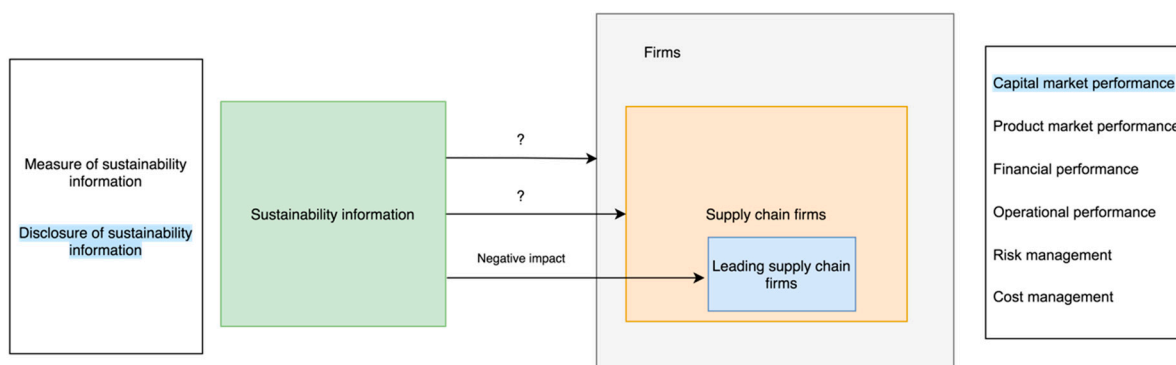 Measure of sustainability
information
Disclosure of sustainability
information
Sustainability information
?
?
Negative impact
Firms
Supply chain firms
Leading supply chain
firms
Capital market performance
Product market performance
Financial performance
Operational performance
Risk management
Cost management